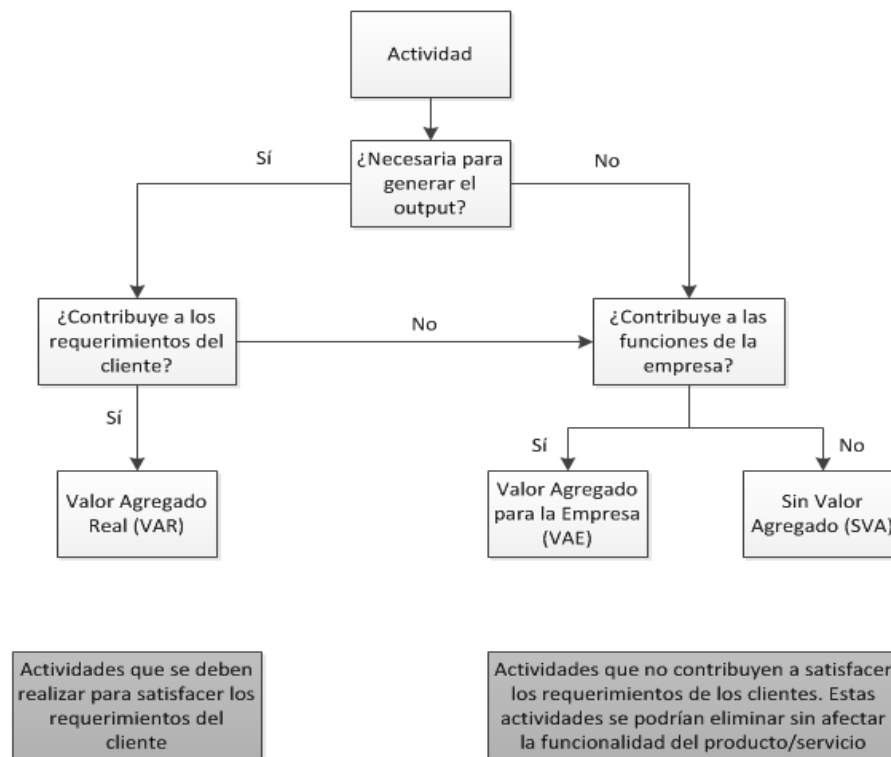 Actividad
Sí
¿Necesaria para
generar el
output?
No
¿Contribuye a los
requerimientos del
cliente?
No
¿Contribuye a las
funciones de la
empresa?
Sí
Sí
No
Valor Agregado
Real (VAR)
Valor Agregado
para la Empresa
(VAE)
Sin Valor
Agregado (SVA)
Actividades que se deben
realizar para satisfacer los
requerimientos del
cliente
Actividades que no contribuyen a satisfacer
los requerimientos de los clientes. Estas
actividades se podrían eliminar sin afectar
la funcionalidad del producto/servicio